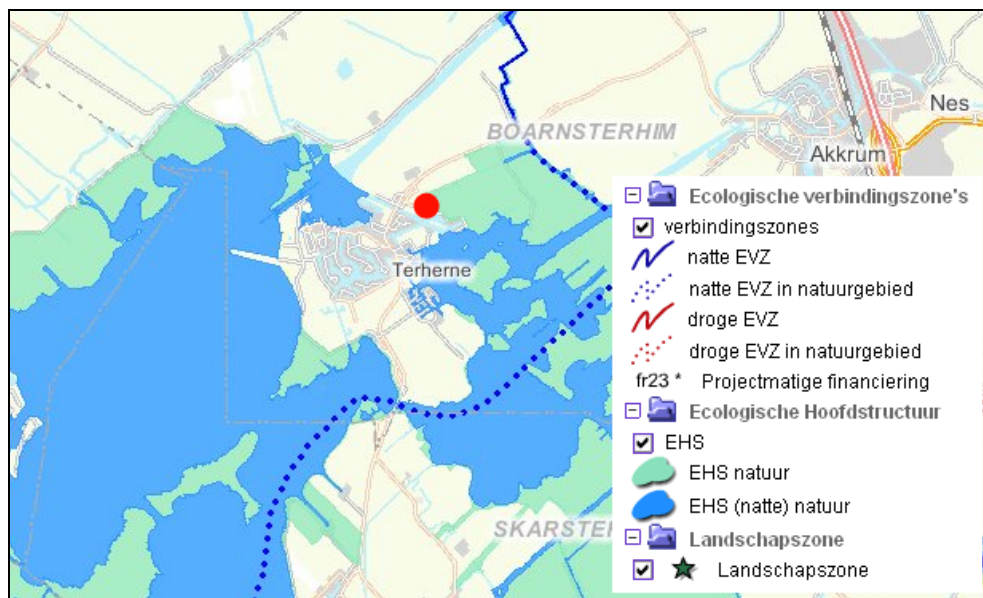 BOARNSTERHIM
Nes
Akkrum
Terherne
SKARSTER
Ecologische verbindingszone's
verbindingszones
natte EVZ
natte EVZ in natuurgebied
droge EVZ
droge EVZ in natuurgebied
fr23 * Projectmatige financiering
Ecologische Hoofdstructuur
EHS
EHS natuur
EHS (natte) natuur
Landschapszone
Landschapszone